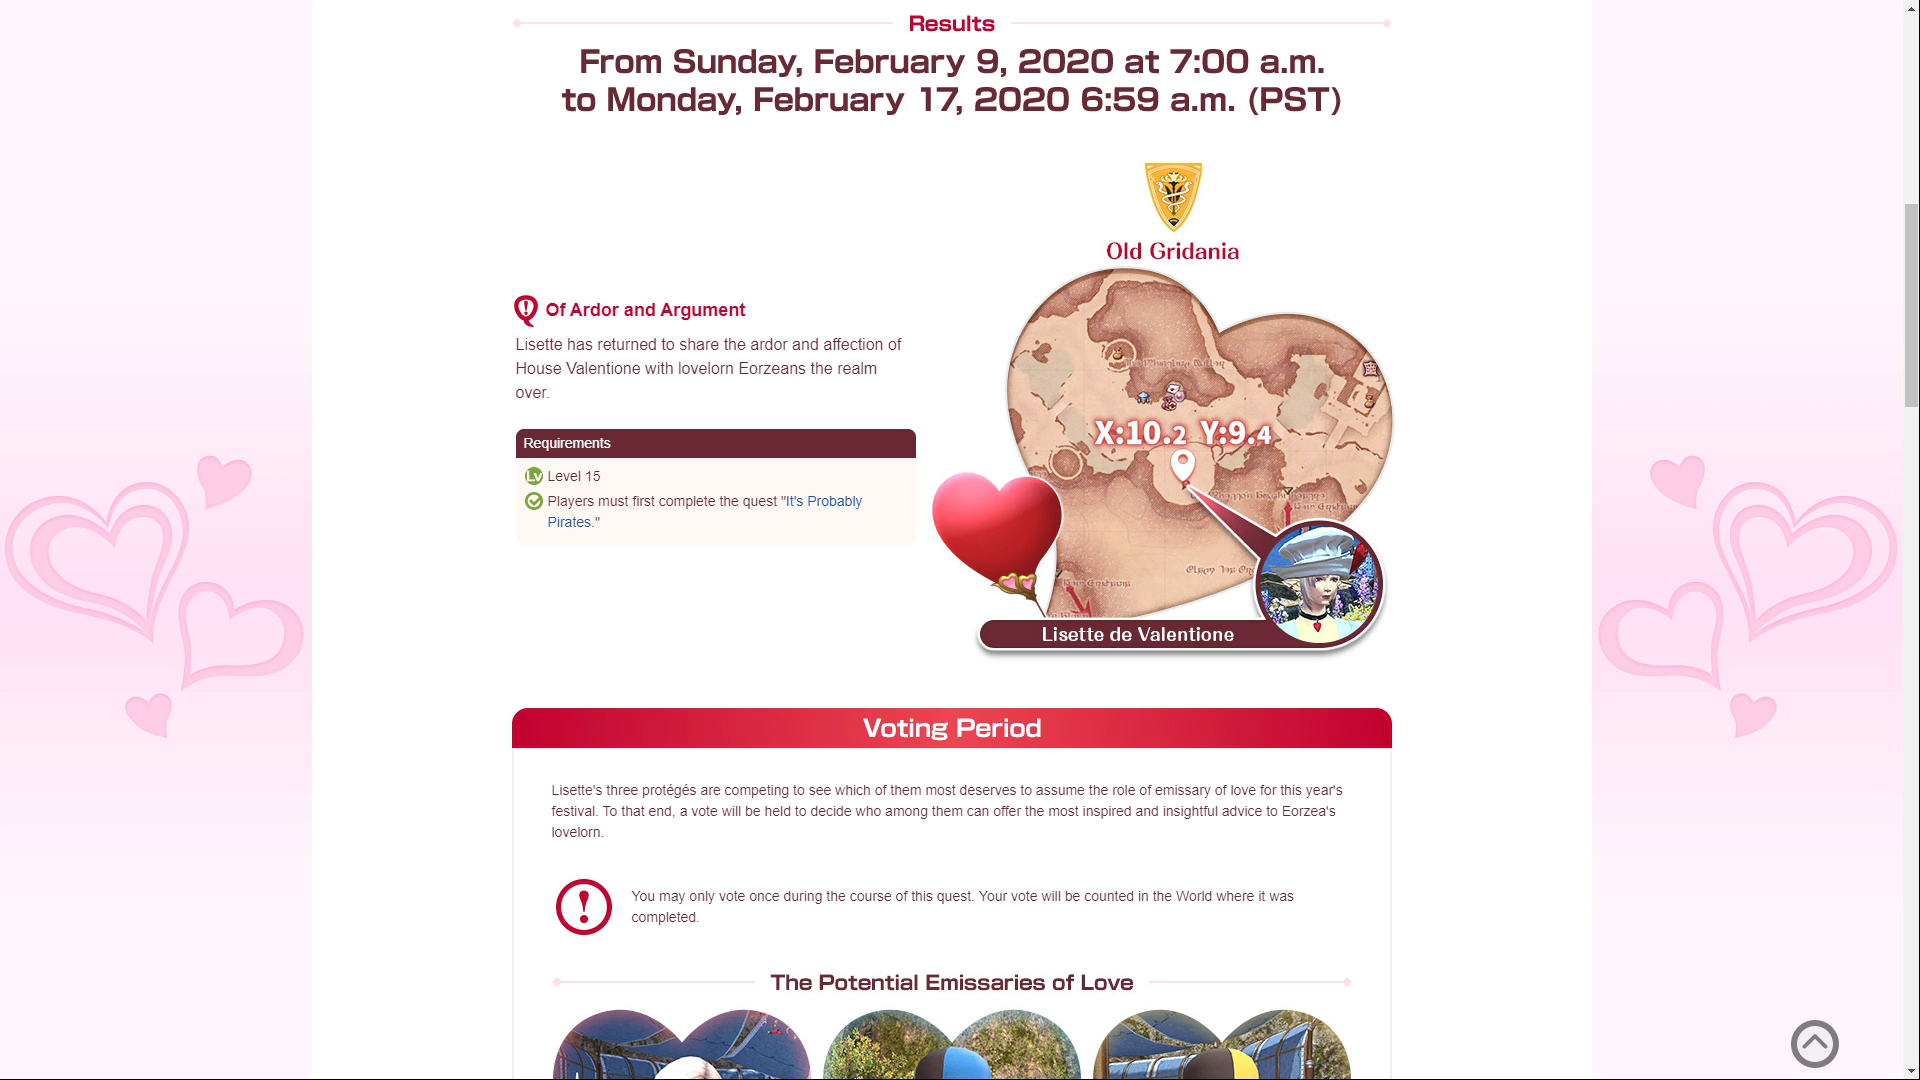 Results
From Sunday, February 9, 2020 at 7:00 a.m.
to Monday, February 17, 2020 6:59 a.m. (PST)
Old Gridania
Of Ardor and Argument
Lisette has returned to share the ardor and affection of
House Valentione with lovelorn Eorzeans the realm
over.
Requirements
Lv Level 15
Players must first complete the quest "It's Probably
Pirates."
X:10.2 Y:9.4
Lisette de Valentione
Voting Period
Lisette's three protégés are competing to see which of them most deserves to assume the role of emissary of love for this year's
festival. To that end, a vote will be held to decide who among them can offer the most inspired and insightful advice to Eorzea's
lovelorn.
You may only vote once during the course of this quest. Your vote will be counted in the World where it was
completed.
The Potential Emissaries of Love